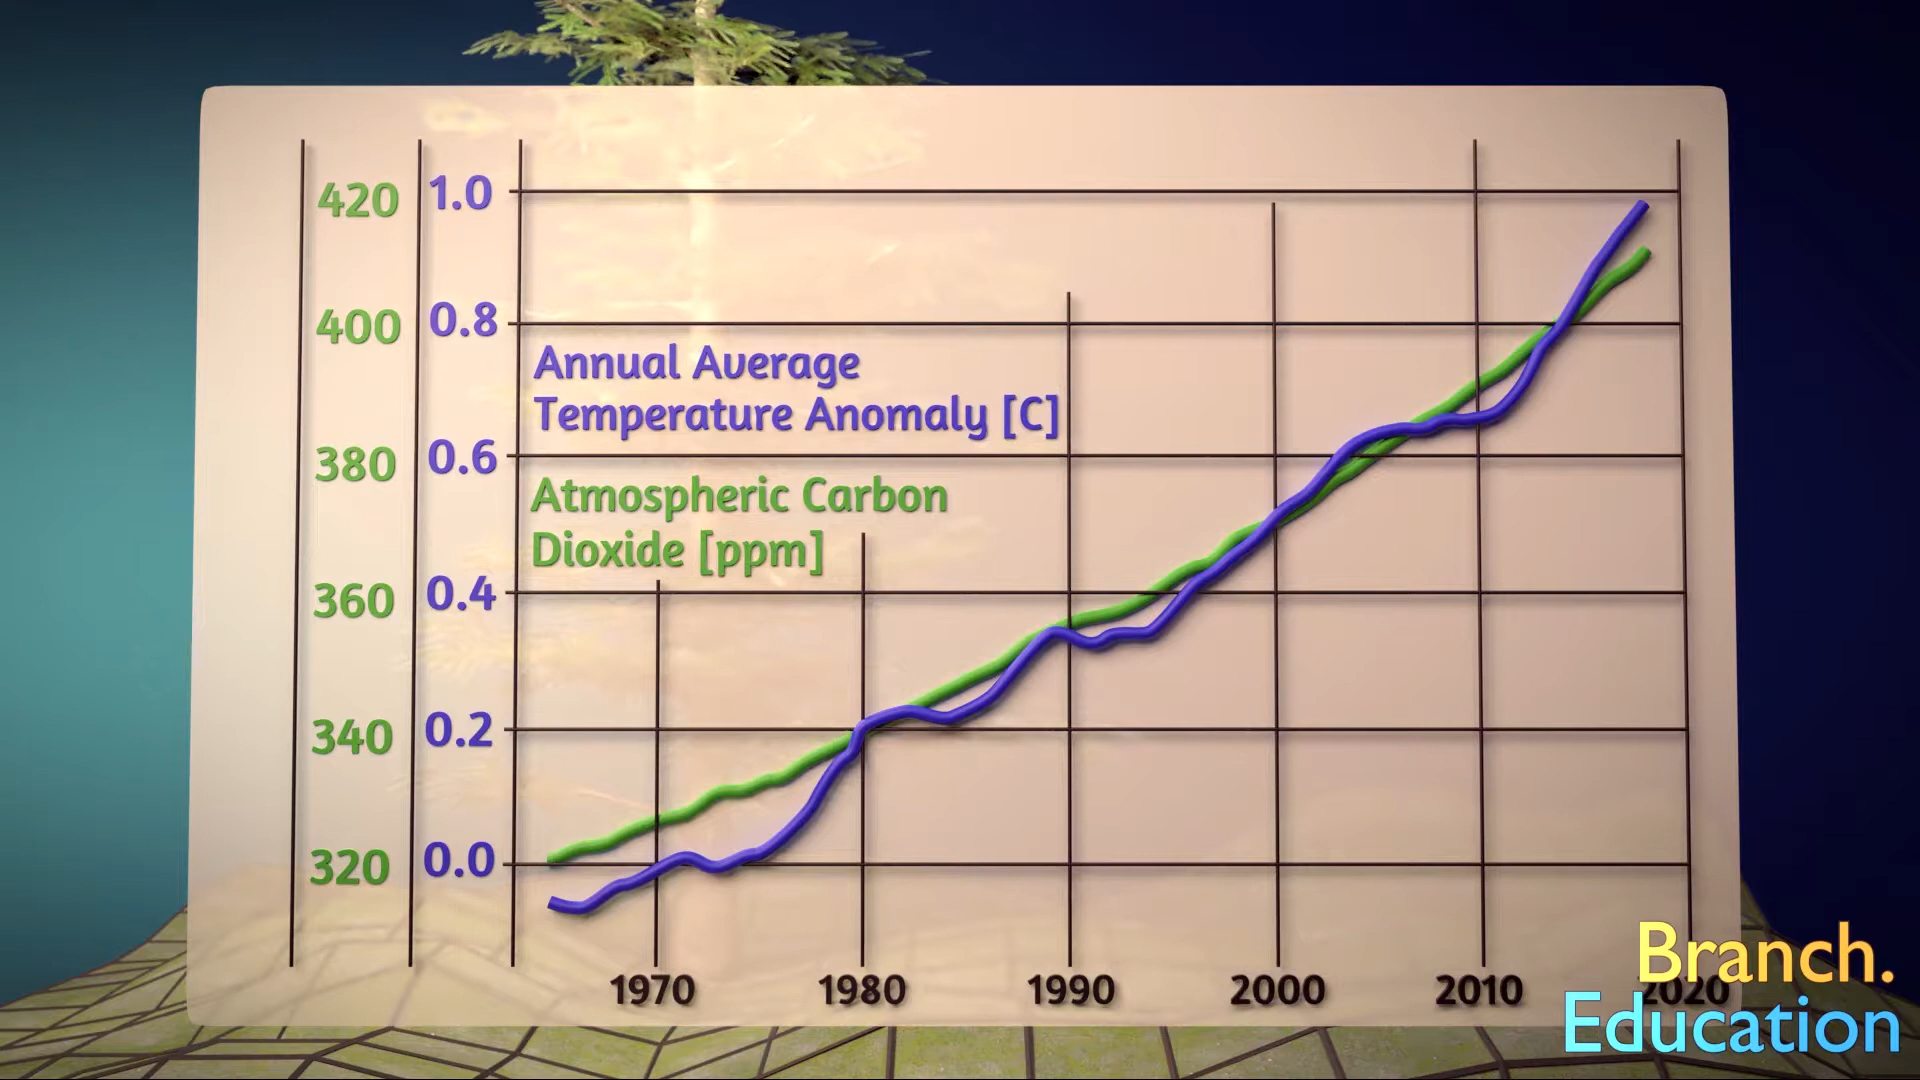 420 1.0
400 0.8
Annual Average
Temperature Anomaly [C]
380 0.6
Atmospheric Carbon
Dioxide [ppm]
360 0.4
340 0.2
320 0.0
1970 1980 1990 2000 2010 2020
Branch.
Education